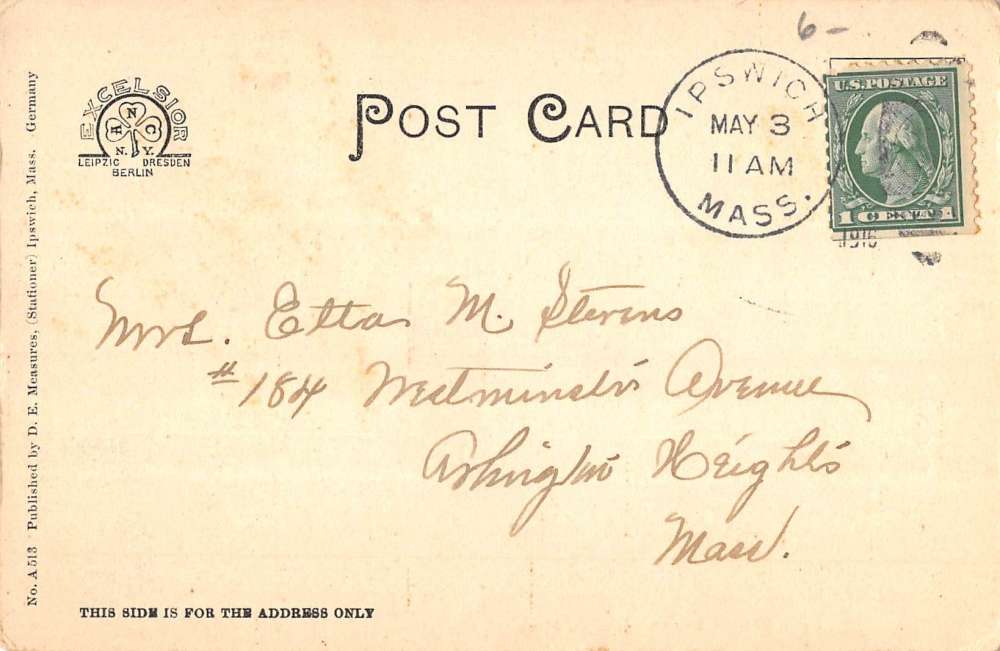 6-
EXCELSIOR
A N C
N.Y.
LEIPZIG DRESDEN
BERLIN
POST CARD
IPSWICH
MAY 3
11 AM
MASS.
1916
U.S. POSTAGE
1 CENT 1
Mrs. Etta M. Stevens
#184 Westminster Avenue
Arlington Heights
Mass.
No. A 513 Published by D. E. Measures, (Stationer) Ipswich, Mass. Germany
THIS SIDE IS FOR THE ADDRESS ONLY